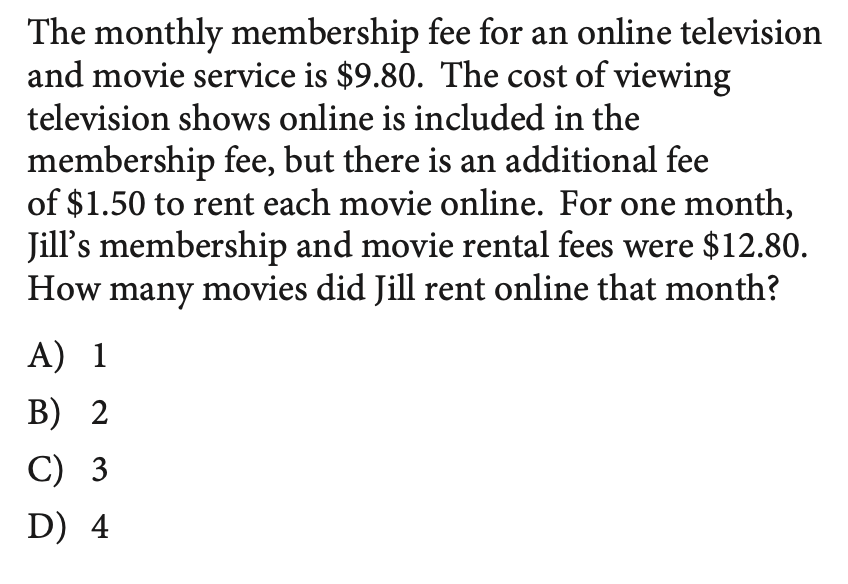 The monthly membership fee for an online television
and movie service is $9.80. The cost of viewing
television shows online is included in the
membership fee, but there is an additional fee
of $1.50 to rent each movie online. For one month,
Jill’s membership and movie rental fees were $12.80.
How many movies did Jill rent online that month?
A) 1
B) 2
C) 3
D) 4